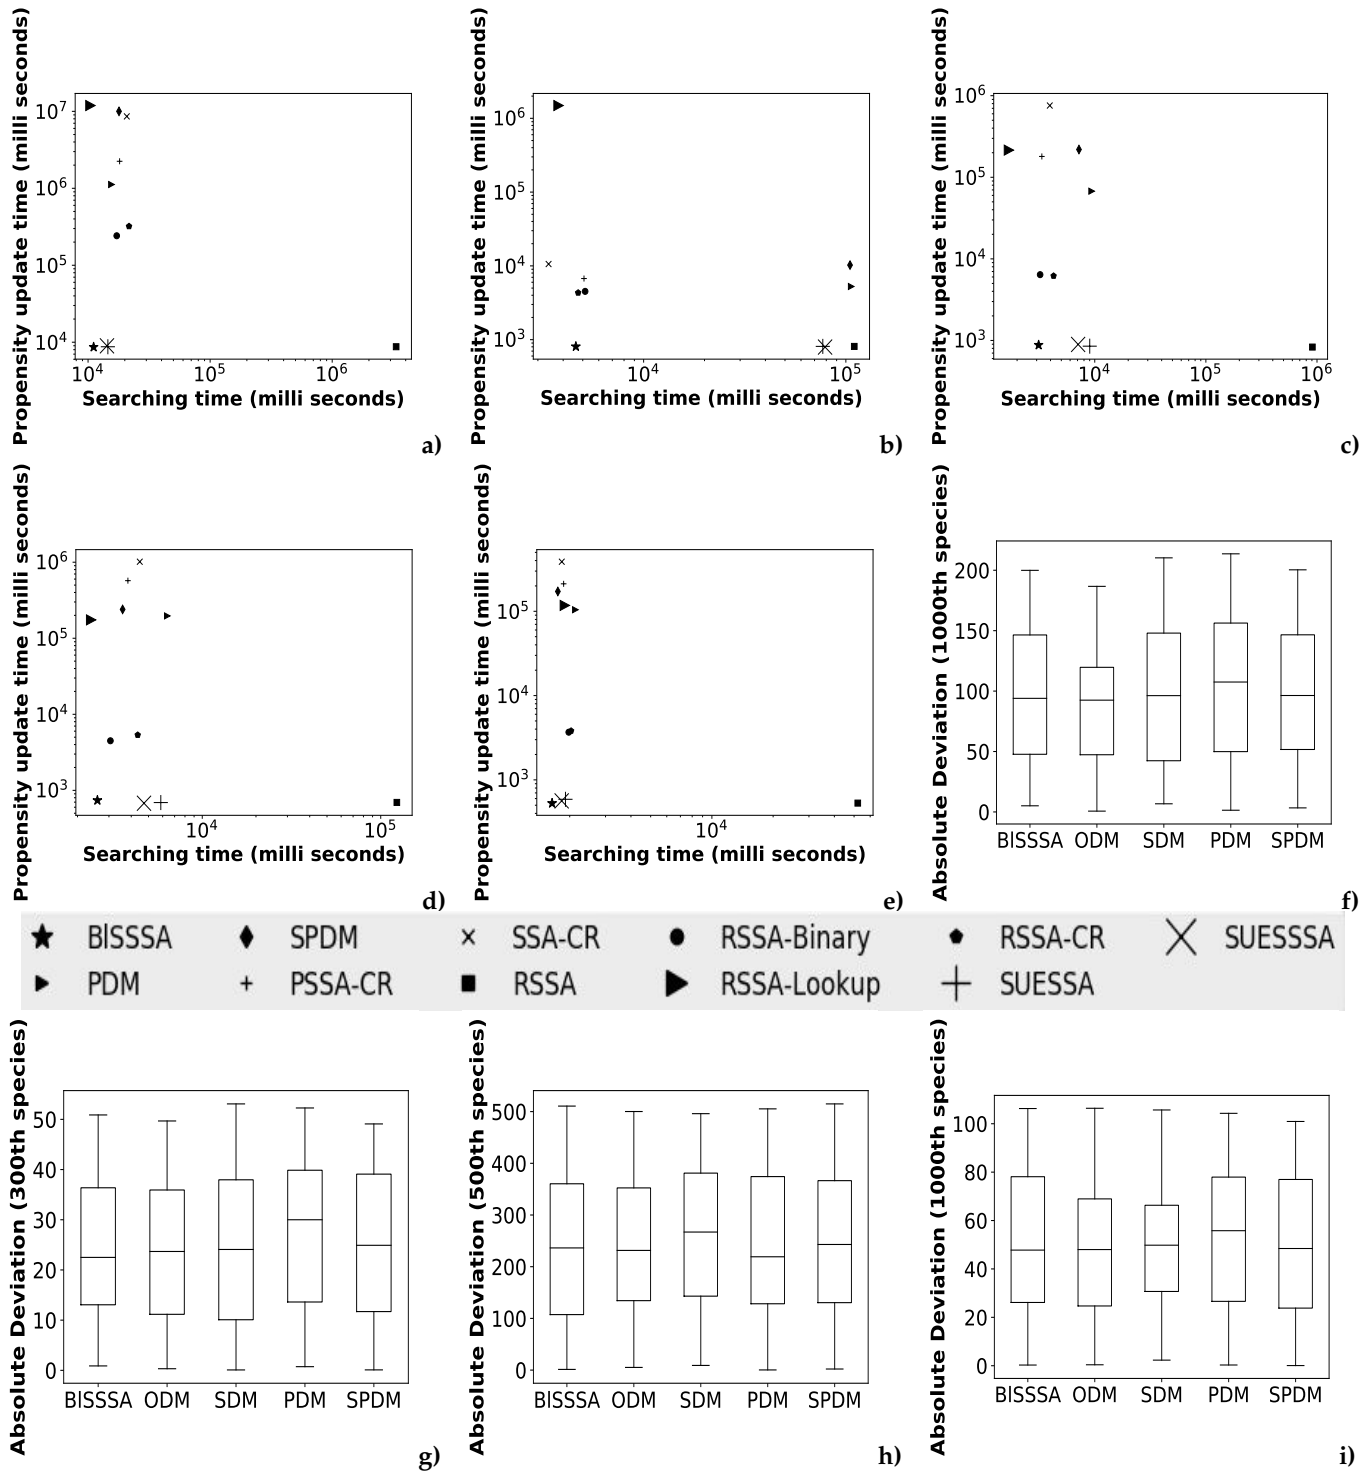 Propensity update time (milli seconds)
10^7
10^6
10^5
10^4
10^4 10^5 10^6
Searching time (milli seconds)
a)
Propensity update time (milli seconds)
10^6
10^5
10^4
10^3
10^4 10^5
Searching time (milli seconds)
b)
Propensity update time (milli seconds)
10^6
10^5
10^4
10^3
10^4 10^5 10^6
Searching time (milli seconds)
c)
Propensity update time (milli seconds)
10^6
10^5
10^4
10^3
10^4 10^5
Searching time (milli seconds)
d)
Propensity update time (milli seconds)
10^5
10^4
10^3
10^4
Searching time (milli seconds)
e)
Absolute Deviation (1000th species)
200
150
100
50
0
BlSSSA ODM SDM PDM SPDM
f)
BlSSSA SPDM SSA-CR RSSA-Binary RSSA-CR SUESSSA
PDM PSSA-CR RSSA RSSA-Lookup SUESSA
Absolute Deviation (300th species)
50
40
30
20
10
0
BlSSSA ODM SDM PDM SPDM
g)
Absolute Deviation (500th species)
500
400
300
200
100
0
BlSSSA ODM SDM PDM SPDM
h)
Absolute Deviation (1000th species)
100
80
60
40
20
0
BlSSSA ODM SDM PDM SPDM
i)